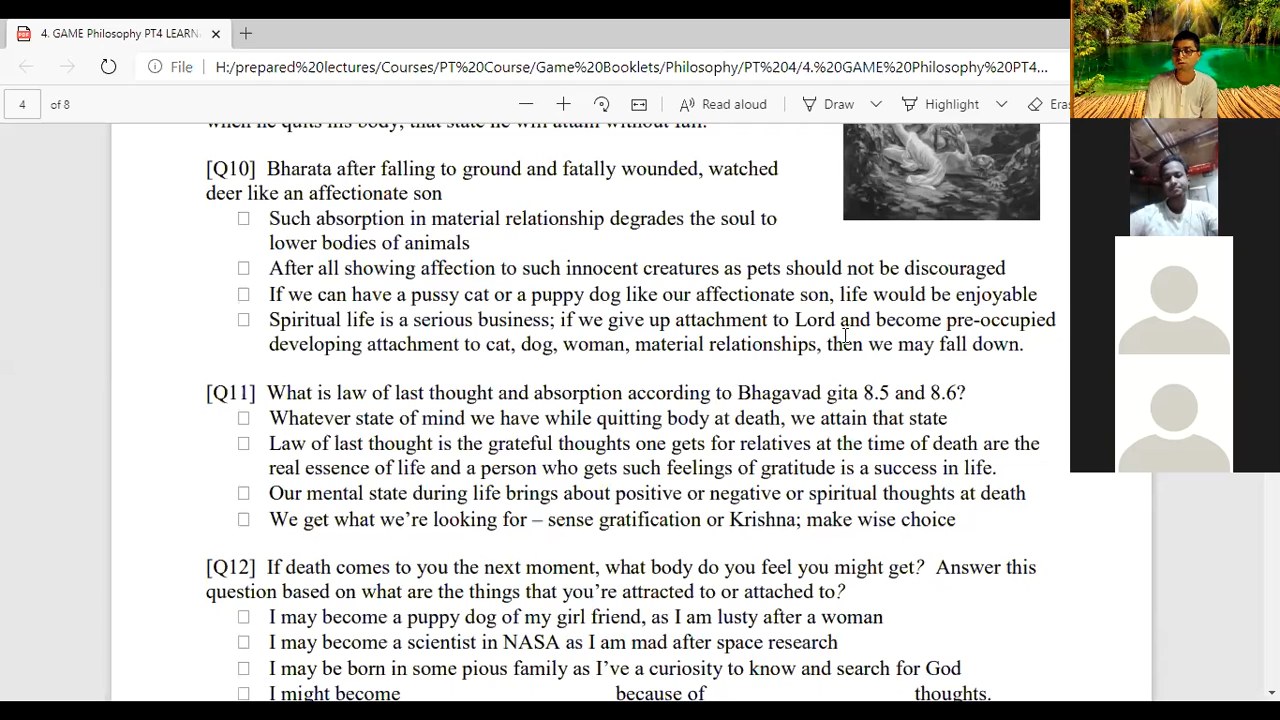 4. GAME Philosophy PT4 LEARN
File
H:/prepared%20lectures/Courses/PT%20Course/Game%20Booklets/Philosophy/PT%204/4.%20GAME%20Philosophy%20PT4...
4 of 8
Read aloud
Draw
Highlight
Eras
when he quits his body, that state he will attain without fail.
[Q10] Bharata after falling to ground and fatally wounded, watched
deer like an affectionate son
Such absorption in material relationship degrades the soul to
lower bodies of animals
After all showing affection to such innocent creatures as pets should not be discouraged
If we can have a pussy cat or a puppy dog like our affectionate son, life would be enjoyable
Spiritual life is a serious business; if we give up attachment to Lord and become pre-occupied
developing attachment to cat, dog, woman, material relationships, then we may fall down.
[Q11] What is law of last thought and absorption according to Bhagavad gita 8.5 and 8.6?
Whatever state of mind we have while quitting body at death, we attain that state
Law of last thought is the grateful thoughts one gets for relatives at the time of death are the
real essence of life and a person who gets such feelings of gratitude is a success in life.
Our mental state during life brings about positive or negative or spiritual thoughts at death
We get what we’re looking for – sense gratification or Krishna; make wise choice
[Q12] If death comes to you the next moment, what body do you feel you might get? Answer this
question based on what are the things that you’re attracted to or attached to?
I may become a puppy dog of my girl friend, as I am lusty after a woman
I may become a scientist in NASA as I am mad after space research
I may be born in some pious family as I’ve a curiosity to know and search for God
I might become because of thoughts.